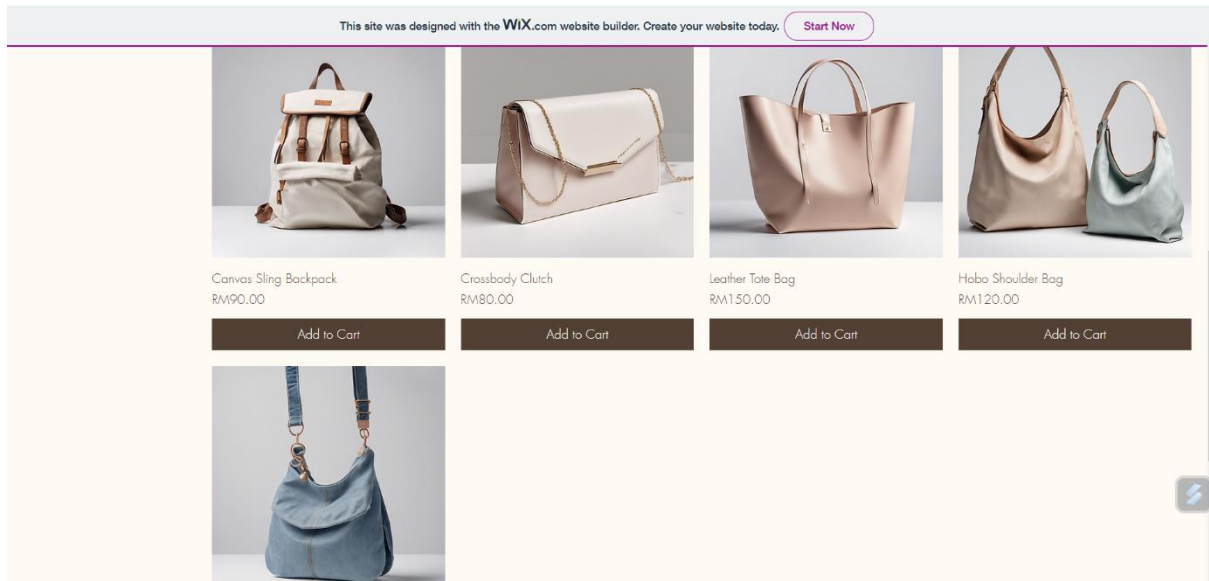 This site was designed with the WiX.com website builder. Create your website today. Start Now
Canvas Sling Backpack
RM90.00
Add to Cart
Crossbody Clutch
RM80.00
Add to Cart
Leather Tote Bag
RM150.00
Add to Cart
Hobo Shoulder Bag
RM120.00
Add to Cart